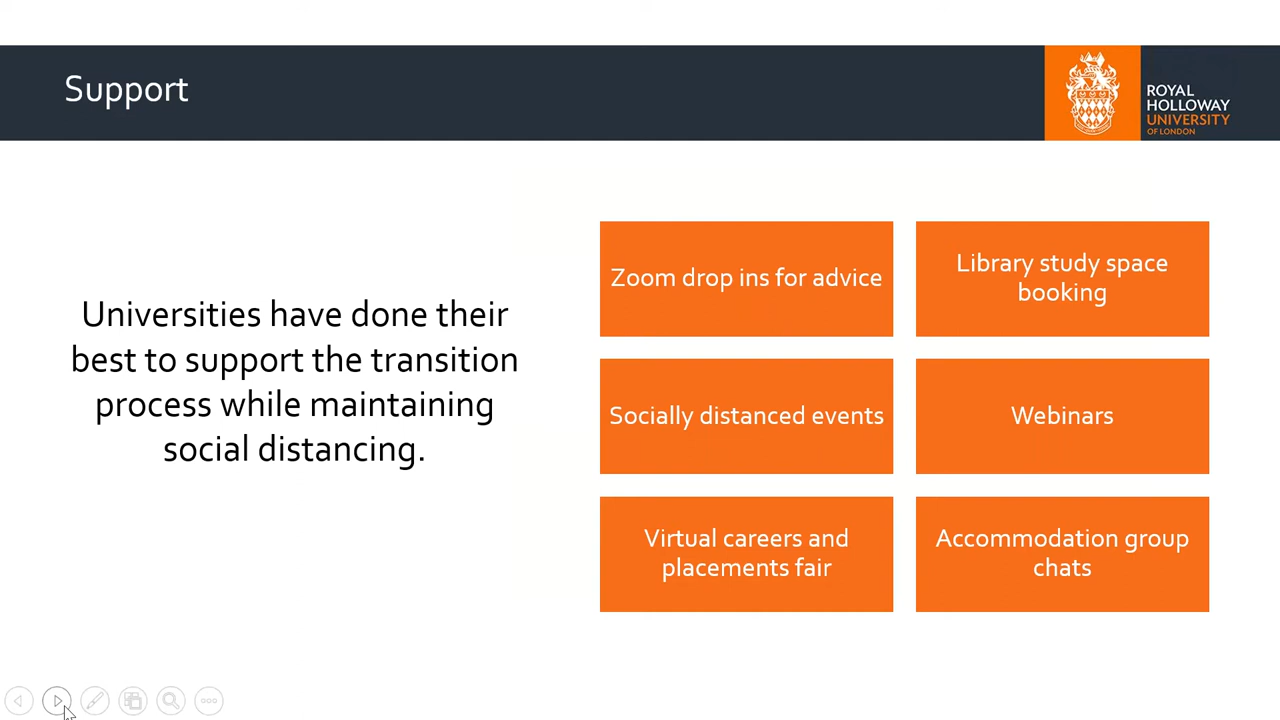 Support
ROYAL
HOLLOWAY
UNIVERSITY
OF LONDON
Universities have done their
best to support the transition
process while maintaining
social distancing.
Zoom drop ins for advice
Library study space
booking
Socially distanced events
Webinars
Virtual careers and
placements fair
Accommodation group
chats